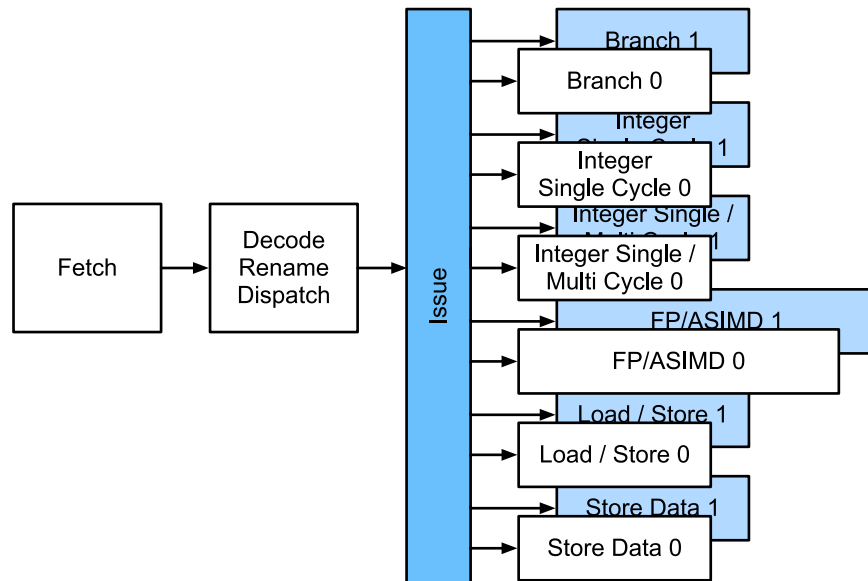 Branch 1
Branch 0
Integer
1
Integer
Single Cycle 0
Integer Single /
1
Integer Single /
Multi Cycle 0
Fetch
Decode
Rename
Dispatch
Issue
FP/ASIMD 1
FP/ASIMD 0
Load / Store 1
Load / Store 0
Store Data 1
Store Data 0